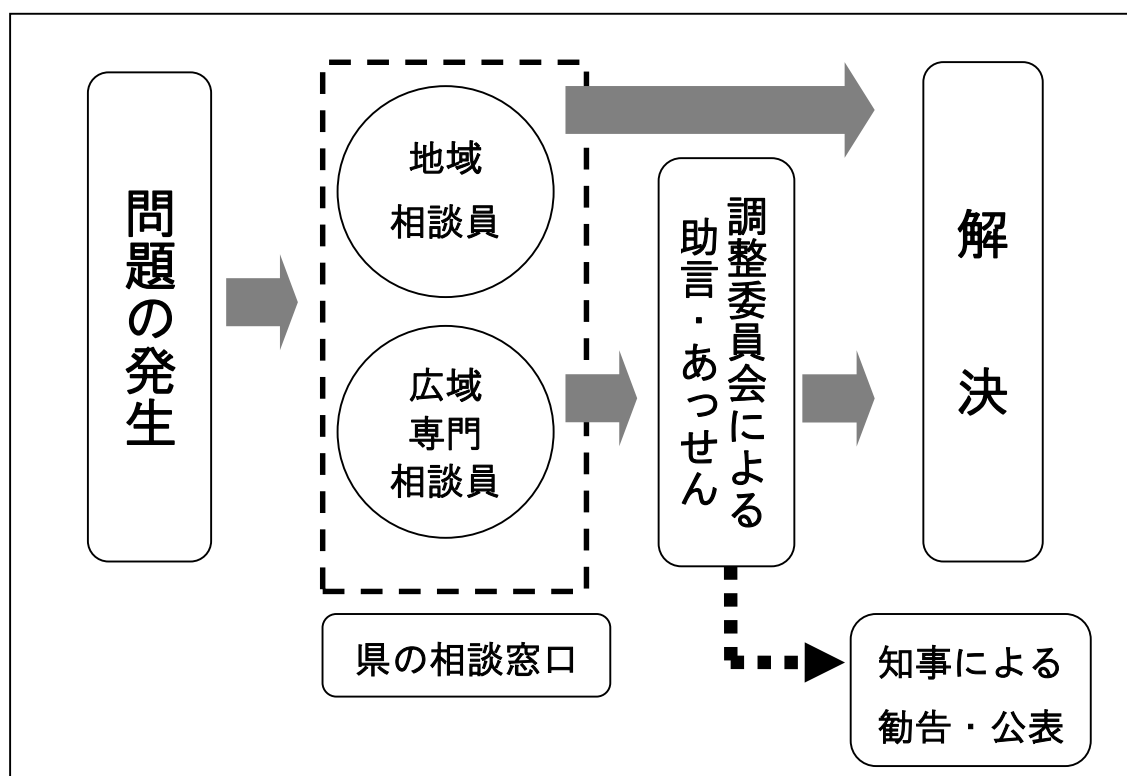 問題の発生
地域
相談員
広域
専門
相談員
県の相談窓口
調整委員会による
助言・あっせん
解決
知事による
勧告・公表